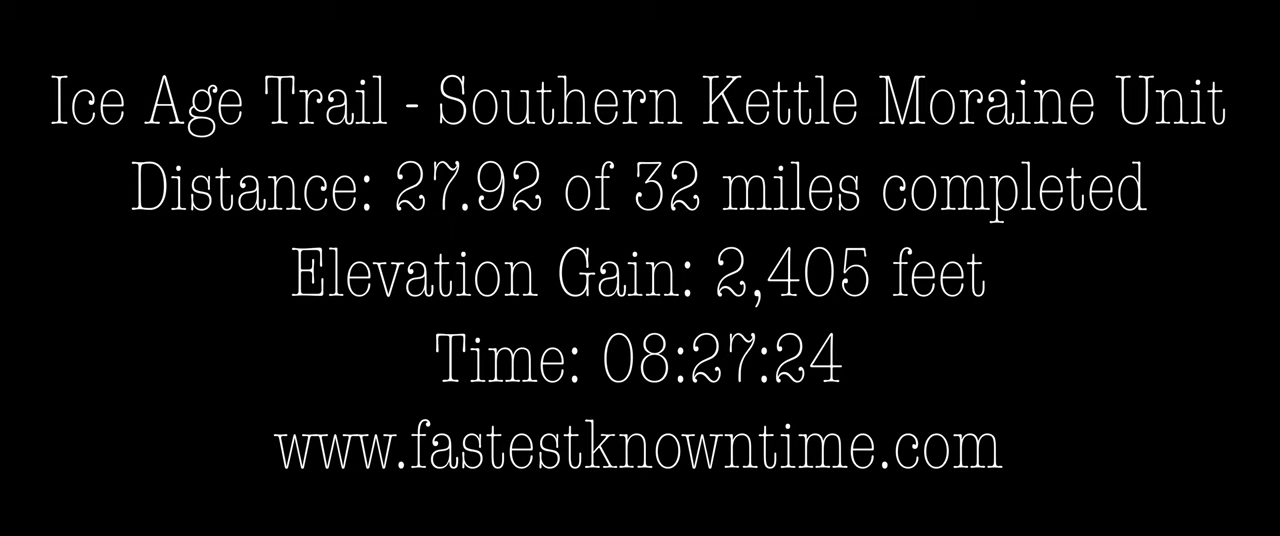 Ice Age Trail - Southern Kettle Moraine Unit
Distance: 27.92 of 32 miles completed
Elevation Gain: 2,405 feet
Time: 08:27:24
www.fastestknowntime.com